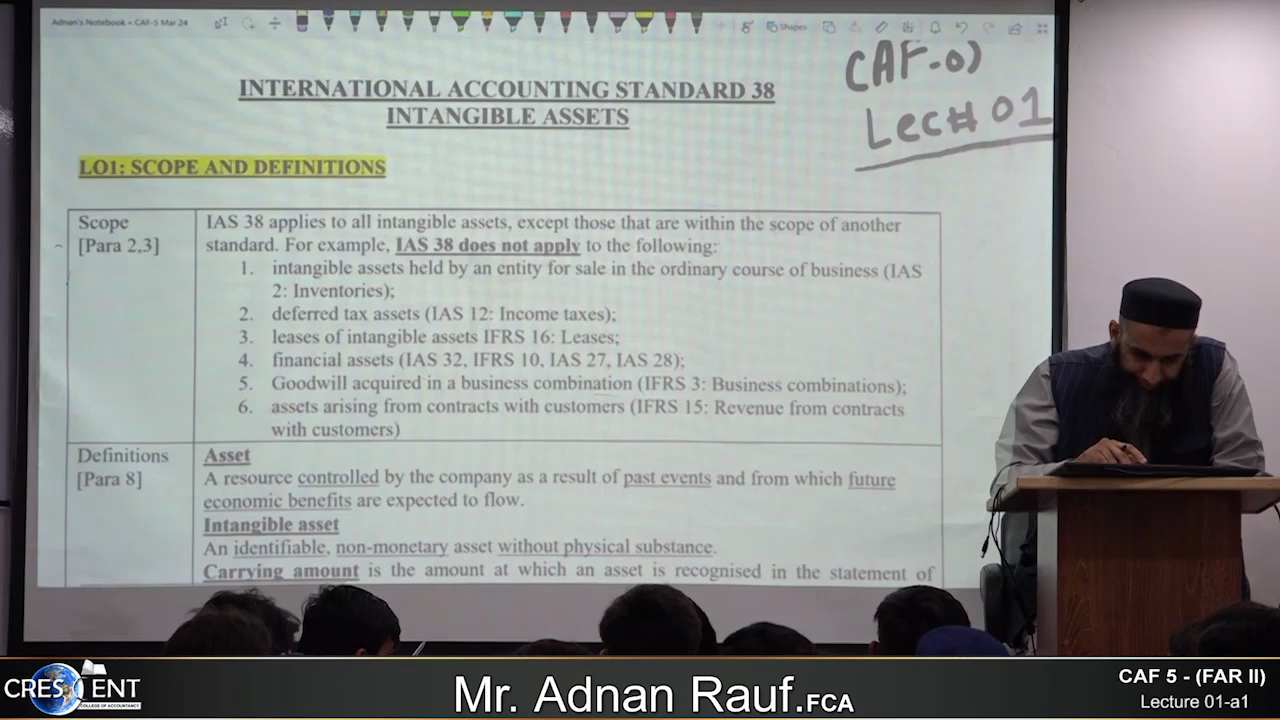 Adnan's Notebook - CAF-5 Mar 24
Shapes
CAF-0)
Lec# 01
INTERNATIONAL ACCOUNTING STANDARD 38
INTANGIBLE ASSETS
LO1: SCOPE AND DEFINITIONS
Scope
[Para 2,3]
IAS 38 applies to all intangible assets, except those that are within the scope of another
standard. For example, IAS 38 does not apply to the following:
1. intangible assets held by an entity for sale in the ordinary course of business (IAS
2: Inventories);
2. deferred tax assets (IAS 12: Income taxes);
3. leases of intangible assets IFRS 16: Leases;
4. financial assets (IAS 32, IFRS 10, IAS 27, IAS 28);
5. Goodwill acquired in a business combination (IFRS 3: Business combinations);
6. assets arising from contracts with customers (IFRS 15: Revenue from contracts
with customers)
Definitions
[Para 8]
Asset
A resource controlled by the company as a result of past events and from which future
economic benefits are expected to flow.
Intangible asset
An identifiable, non-monetary asset without physical substance.
Carrying amount is the amount at which an asset is recognised in the statement of
CRESCENT
COLLEGE OF ACCOUNTANCY
Mr. Adnan Rauf.FCA
CAF 5 - (FAR II)
Lecture 01-a1